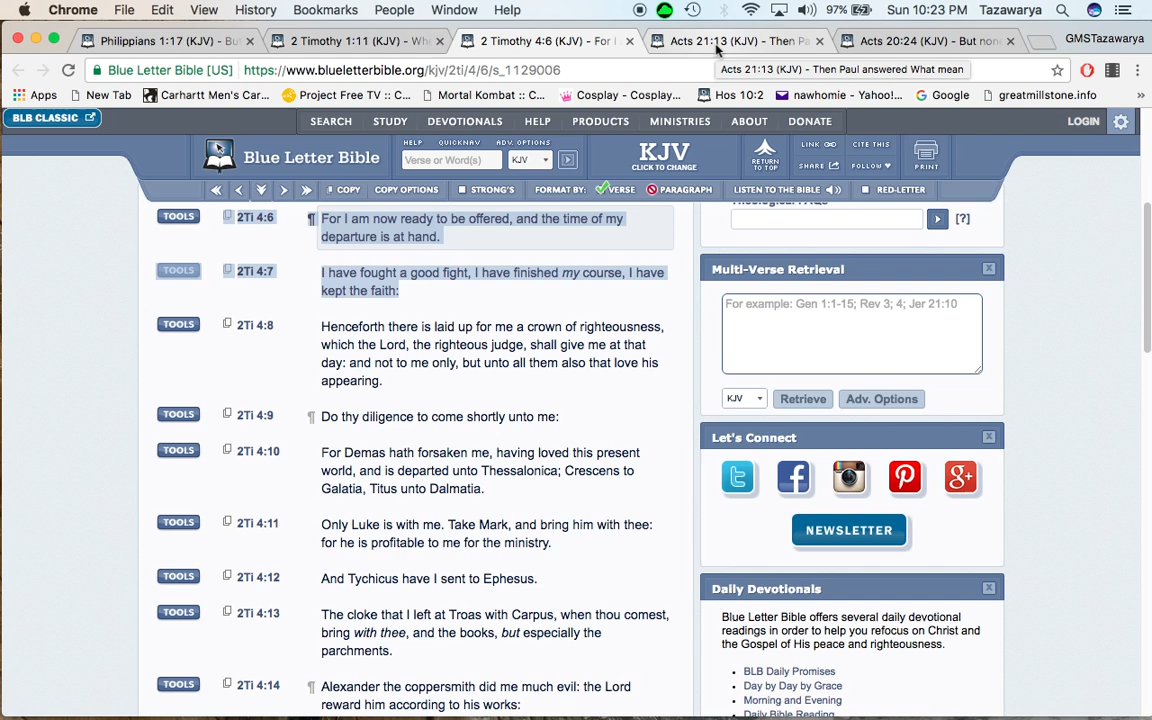 Chrome File Edit View History Bookmarks People Window Help 97% Sun 10:23 PM Tazawarya
Philippians 1:17 (KJV) - Bu
2 Timothy 1:11 (KJV) - Wh
2 Timothy 4:6 (KJV) - For I
Acts 21:13 (KJV) - Then Pa
Acts 20:24 (KJV) - But none
GMSTazawarya
Blue Letter Bible [US] https://www.blueletterbible.org/kjv/2ti/4/6/s_1129006
Acts 21:13 (KJV) - Then Paul answered What mean
Apps New Tab Carhartt Men's Car... Project Free TV :: C... Mortal Kombat :: C... Cosplay - Cosplay... Hos 10:2 nawhomie - Yahoo!... Google greatmillstone.info »
BLB CLASSIC
SEARCH STUDY DEVOTIONALS HELP PRODUCTS MINISTRIES ABOUT DONATE LOGIN
Blue Letter Bible
HELP QUICKNAV ADV. OPTIONS
Verse or Word(s) KJV
KJV
CLICK TO CHANGE
RETURN
TO TOP
LINK
SHARE
CITE THIS
FOLLOW
PRINT
COPY COPY OPTIONS STRONG'S FORMAT BY: VERSE PARAGRAPH LISTEN TO THE BIBLE RED-LETTER
TOOLS 2Ti 4:6 ¶ For I am now ready to be offered, and the time of my
departure is at hand.
TOOLS 2Ti 4:7 I have fought a good fight, I have finished my course, I have
kept the faith:
TOOLS 2Ti 4:8 Henceforth there is laid up for me a crown of righteousness,
which the Lord, the righteous judge, shall give me at that
day: and not to me only, but unto all them also that love his
appearing.
TOOLS 2Ti 4:9 ¶ Do thy diligence to come shortly unto me:
TOOLS 2Ti 4:10 For Demas hath forsaken me, having loved this present
world, and is departed unto Thessalonica; Crescens to
Galatia, Titus unto Dalmatia.
TOOLS 2Ti 4:11 Only Luke is with me. Take Mark, and bring him with thee:
for he is profitable to me for the ministry.
TOOLS 2Ti 4:12 And Tychicus have I sent to Ephesus.
TOOLS 2Ti 4:13 The cloke that I left at Troas with Carpus, when thou comest,
bring with thee, and the books, but especially the
parchments.
TOOLS 2Ti 4:14 ¶ Alexander the coppersmith did me much evil: the Lord
reward him according to his works:
Theological FAQs
[?]
Multi-Verse Retrieval
For example: Gen 1:1-15; Rev 3; 4; Jer 21:10
KJV Retrieve Adv. Options
Let's Connect
NEWSLETTER
Daily Devotionals
Blue Letter Bible offers several daily devotional
readings in order to help you refocus on Christ and
the Gospel of His peace and righteousness.
BLB Daily Promises
Day by Day by Grace
Morning and Evening
Daily Bible Reading